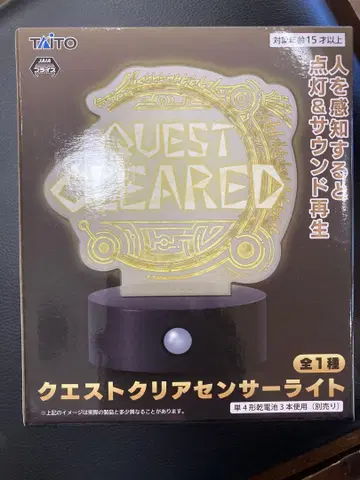 TAITO
プライズ
対象年齢15才以上
人を感知すると
点灯&サウンド再生
QUEST
CLEARED
全1種
クエストクリアセンサーライト
※上記のイメージは実際の製品と多少異なることがあります。
単4形乾電池3本使用(別売り)